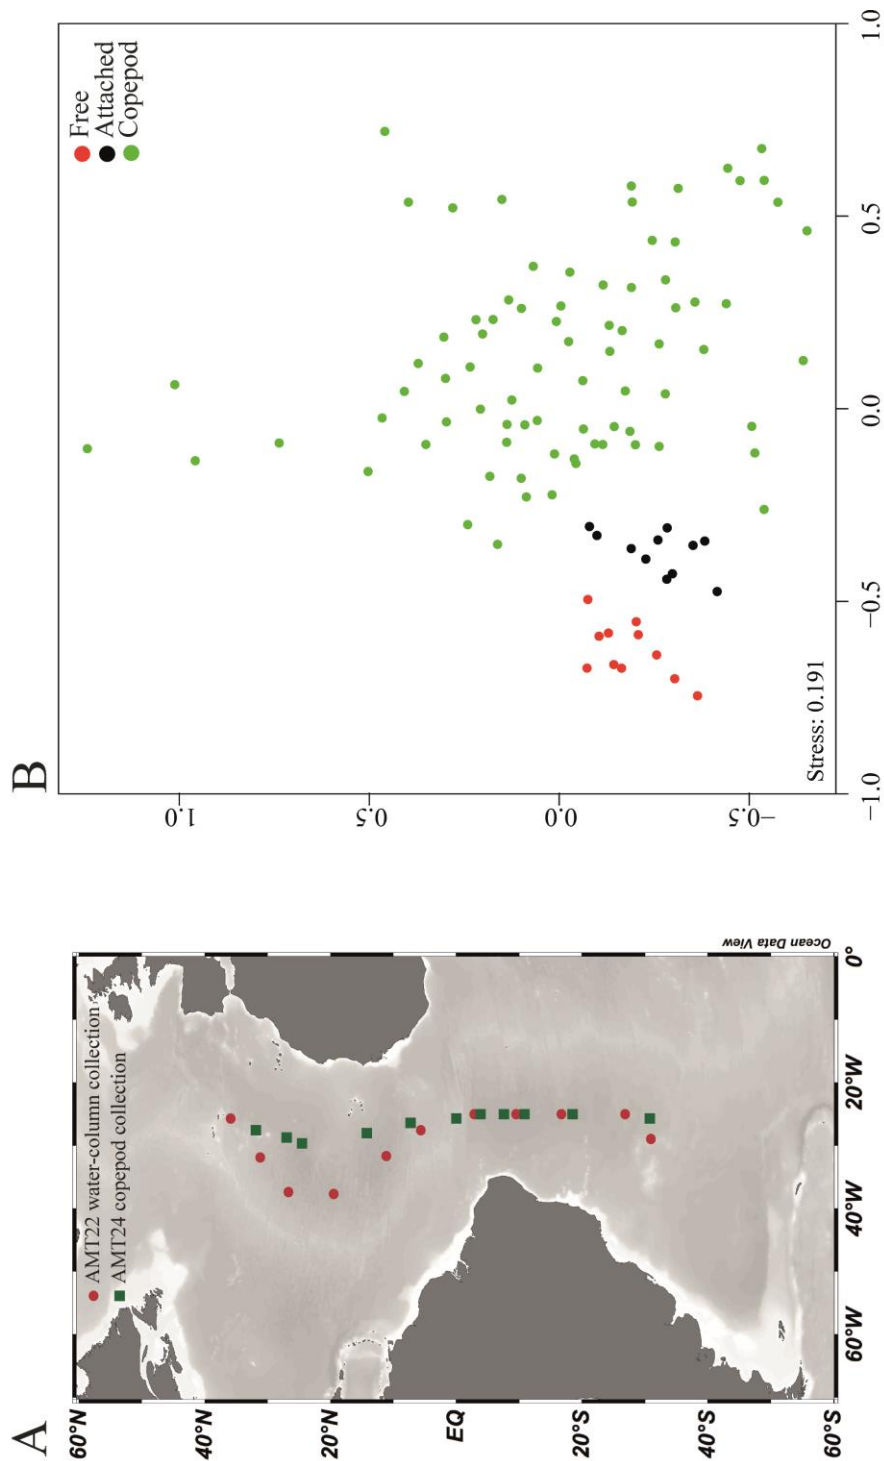 A
AMT22 water-column collection
AMT24 copepod collection
60°N
40°N
20°N
EQ
20°S
40°S
60°S
60°W
40°W
20°W
0°
Ocean Data View
B
Free
Attached
Copepod
1.0
0.5
0.0
−0.5
−1.0
−0.5
0.0
0.5
1.0
Stress: 0.191